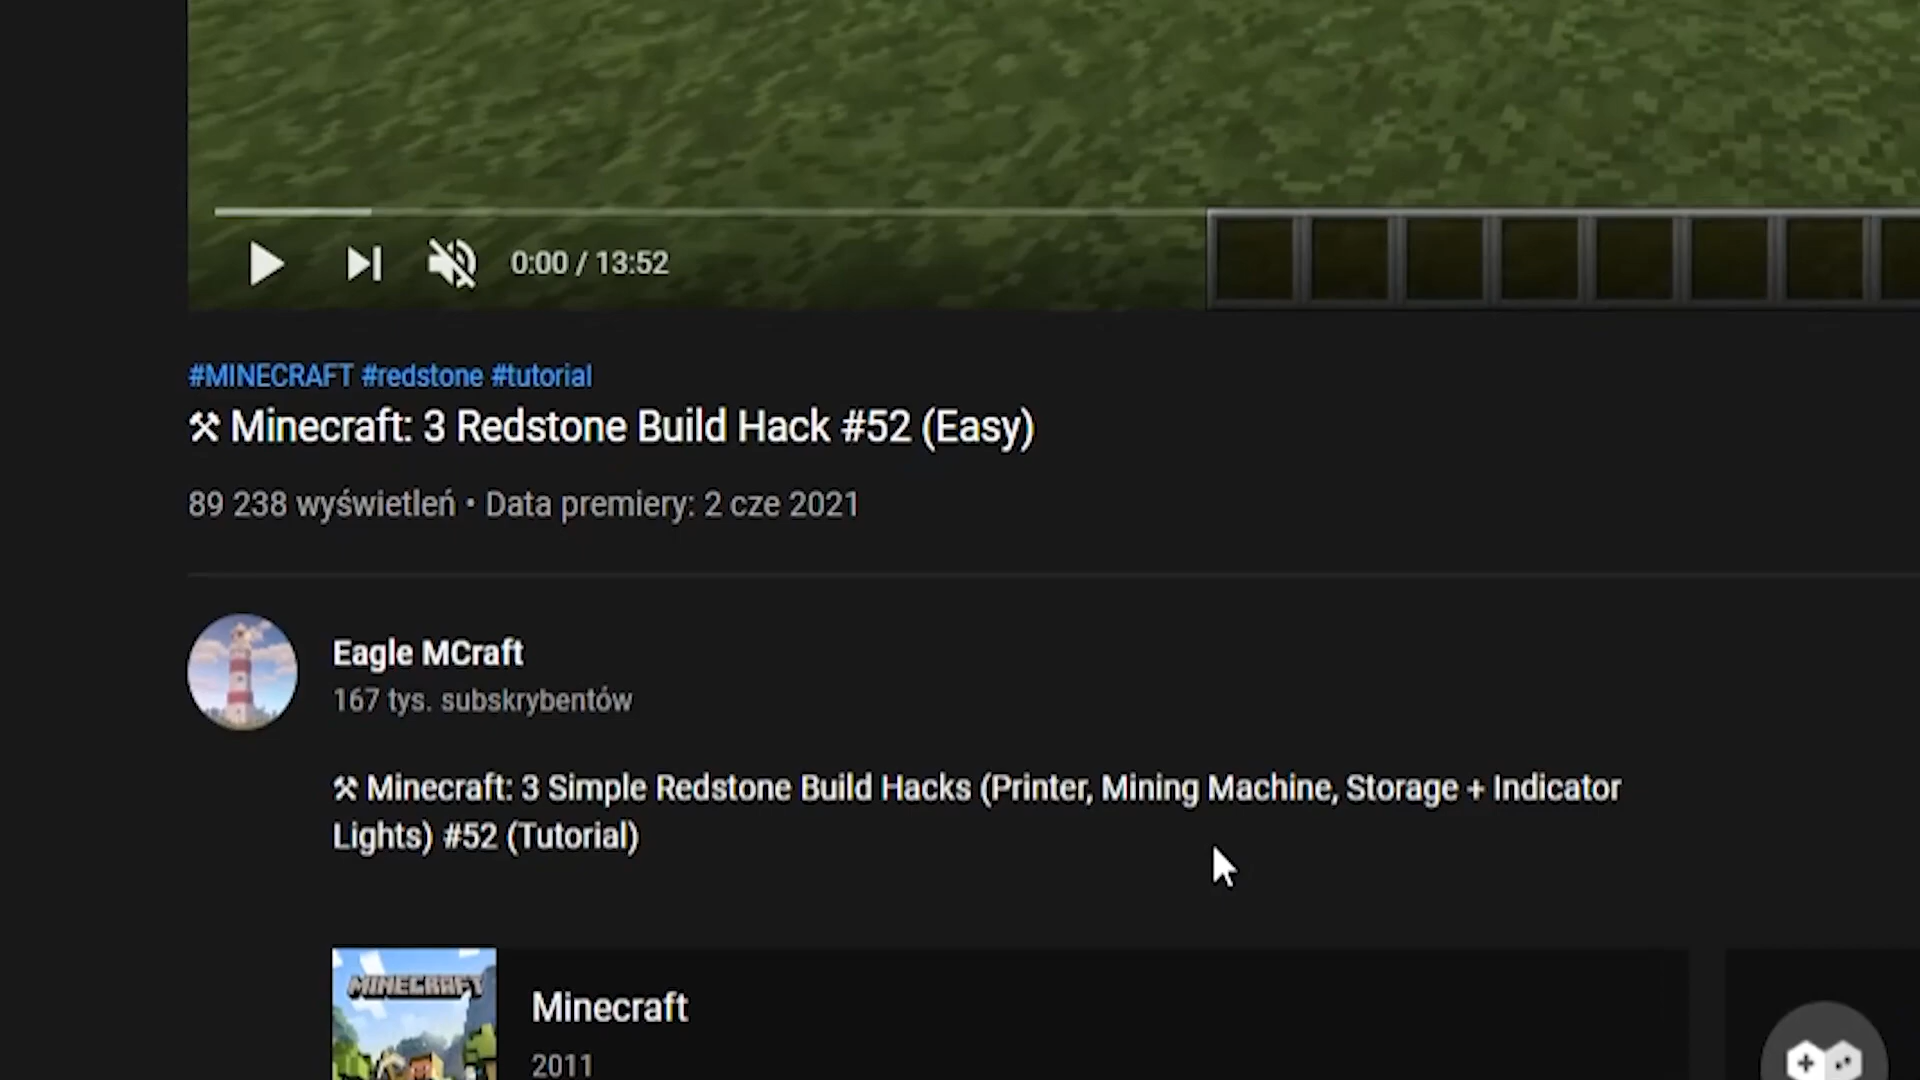 0:00 / 13:52
#MINECRAFT #redstone #tutorial
⚒ Minecraft: 3 Redstone Build Hack #52 (Easy)
89 238 wyświetleń • Data premiery: 2 cze 2021
Eagle MCraft
167 tys. subskrybentów
⚒ Minecraft: 3 Simple Redstone Build Hacks (Printer, Mining Machine, Storage + Indicator
Lights) #52 (Tutorial)
MINECRAFT
Minecraft
2011